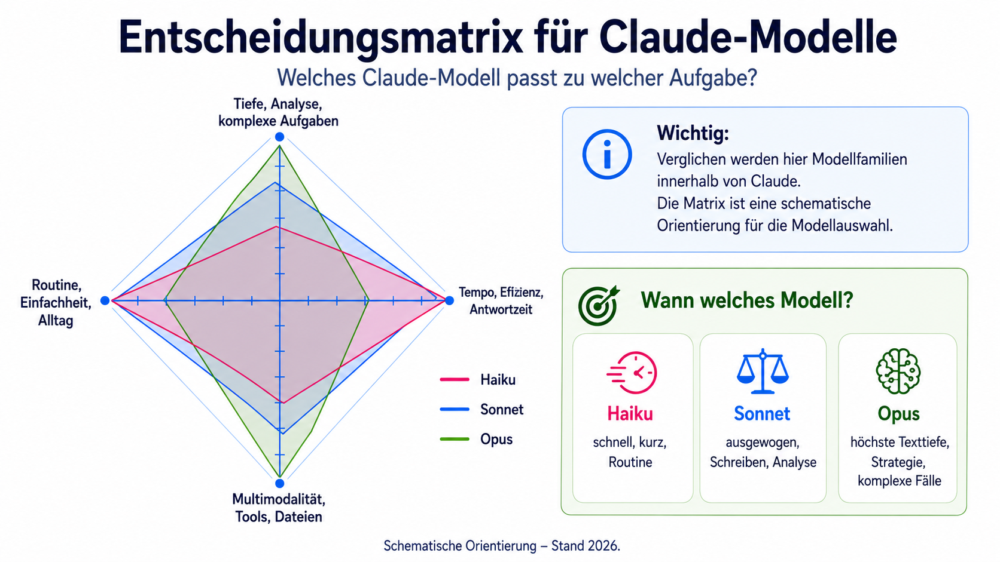 Entscheidungsmatrix für Claude-Modelle
Welches Claude-Modell passt zu welcher Aufgabe?
Tiefe, Analyse,
komplexe Aufgaben
Routine,
Einfachheit,
Alltag
Tempo, Effizienz,
Antwortzeit
Multimodalität,
Tools, Dateien
Haiku
Sonnet
Opus
Wichtig:
Verglichen werden hier Modellfamilien
innerhalb von Claude.
Die Matrix ist eine schematische
Orientierung für die Modellauswahl.
Wann welches Modell?
Haiku
schnell, kurz,
Routine
Sonnet
ausgewogen,
Schreiben, Analyse
Opus
höchste Texttiefe,
Strategie,
komplexe Fälle
Schematische Orientierung – Stand 2026.